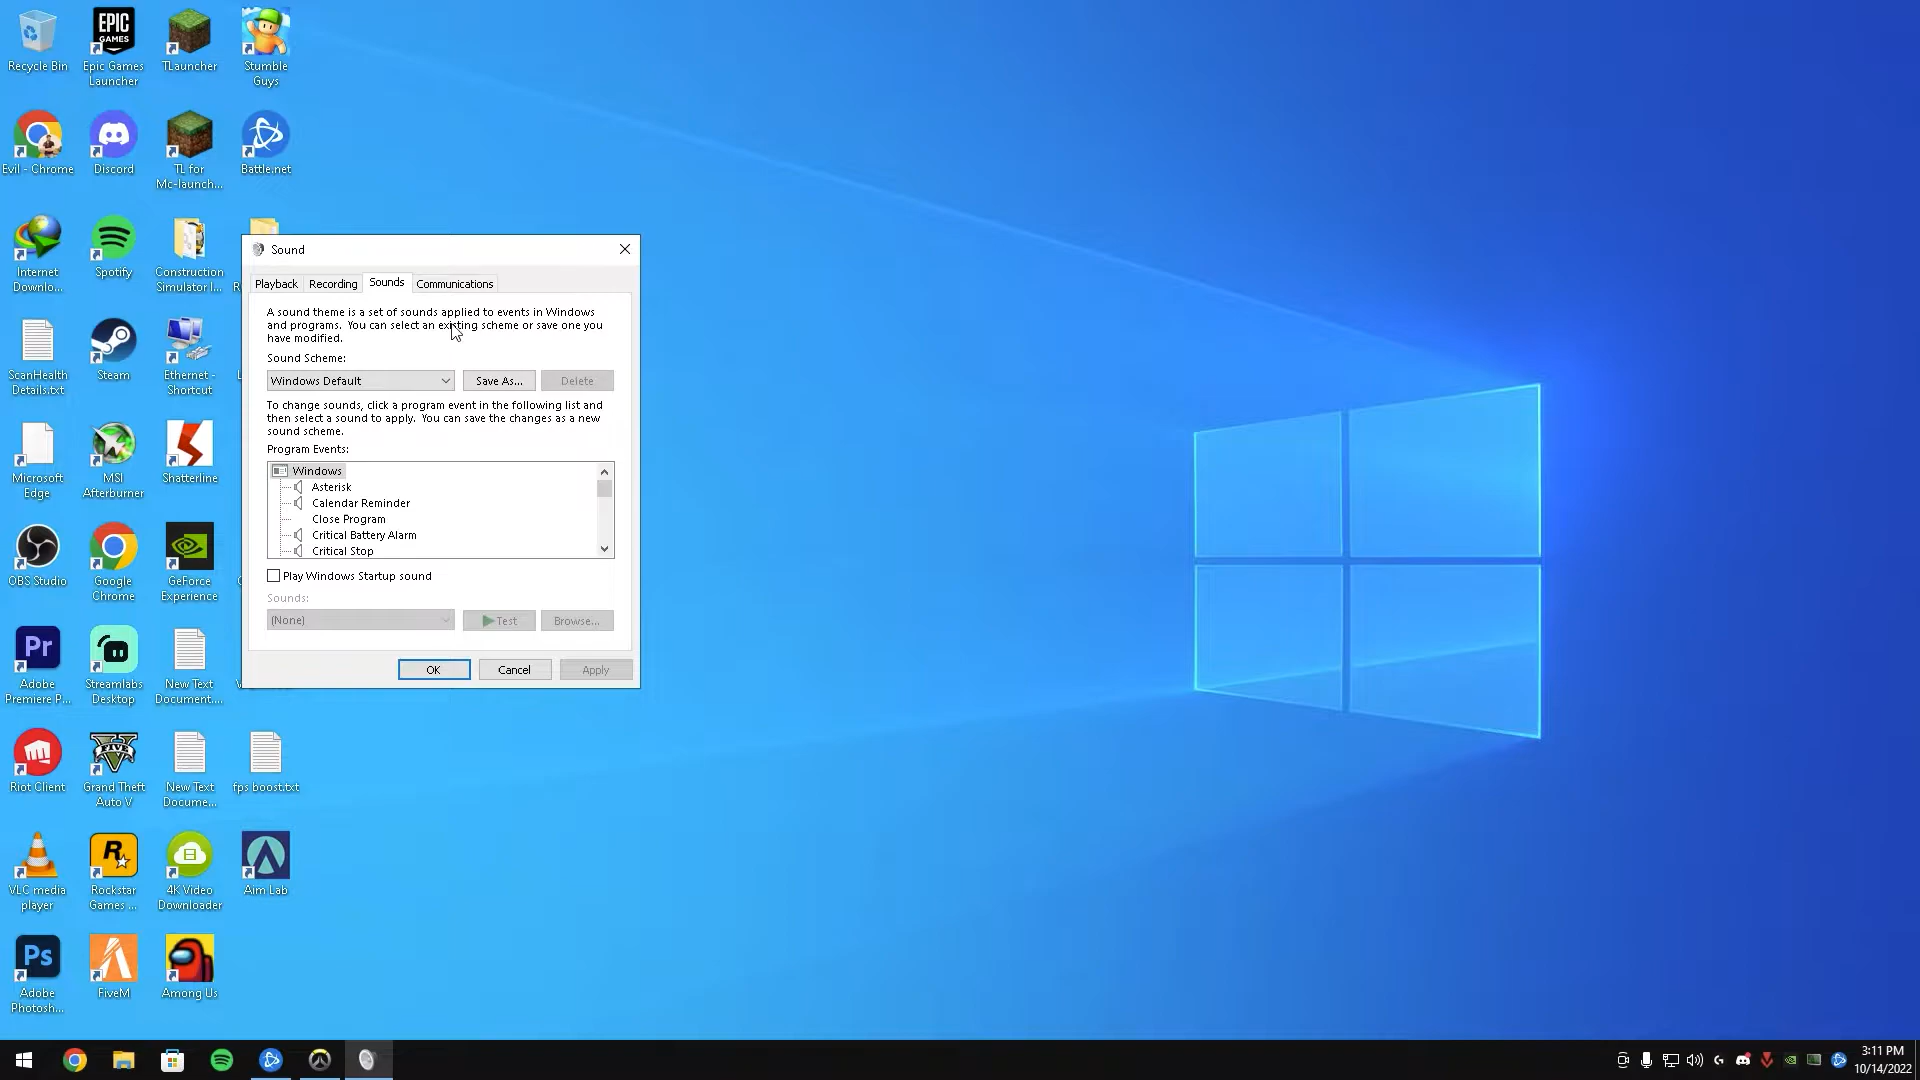 Recycle Bin
EPIC
GAMES
Epic Games
Launcher
TLauncher
Stumble
Guys
Evil - Chrome
Discord
TL for
Mc-launch...
Battle.net
Internet
Downlo...
Spotify
Construction
Simulator I...
ScanHealth
Details.txt
Steam
Ethernet -
Shortcut
Microsoft
Edge
MSI
Afterburner
Shatterline
OBS Studio
Google
Chrome
GeForce
Experience
Pr
Adobe
Premiere P...
Streamlabs
Desktop
New Text
Document....
Riot Client
FIVE
Grand Theft
Auto V
New Text
Docume...
fps boost.txt
VLC media
player
R
Rockstar
Games ...
4K Video
Downloader
Aim Lab
Ps
Adobe
Photosh...
FiveM
Among Us
Sound
Playback Recording Sounds Communications
A sound theme is a set of sounds applied to events in Windows
and programs. You can select an existing scheme or save one you
have modified.
Sound Scheme:
Windows Default Save As... Delete
To change sounds, click a program event in the following list and
then select a sound to apply. You can save the changes as a new
sound scheme.
Program Events:
Windows
Asterisk
Calendar Reminder
Close Program
Critical Battery Alarm
Critical Stop
Play Windows Startup sound
Sounds:
(None) Test Browse...
OK Cancel Apply
3:11 PM
10/14/2022